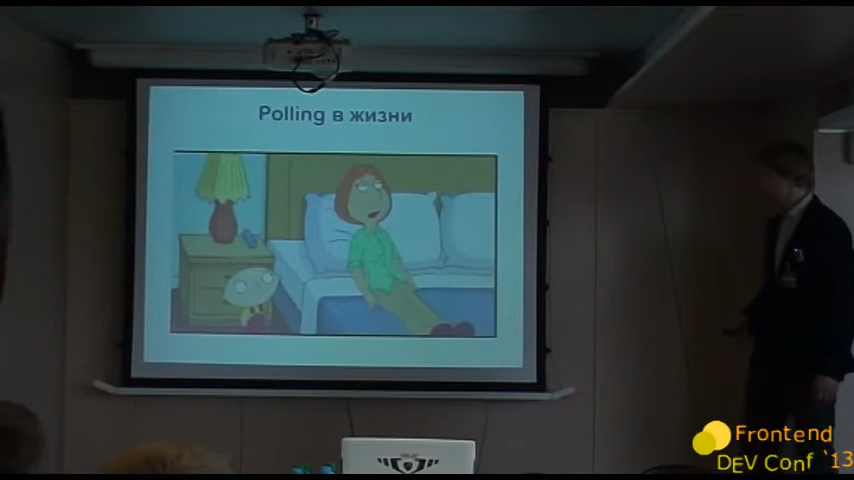 Polling в жизни
Frontend
DEV Conf '13